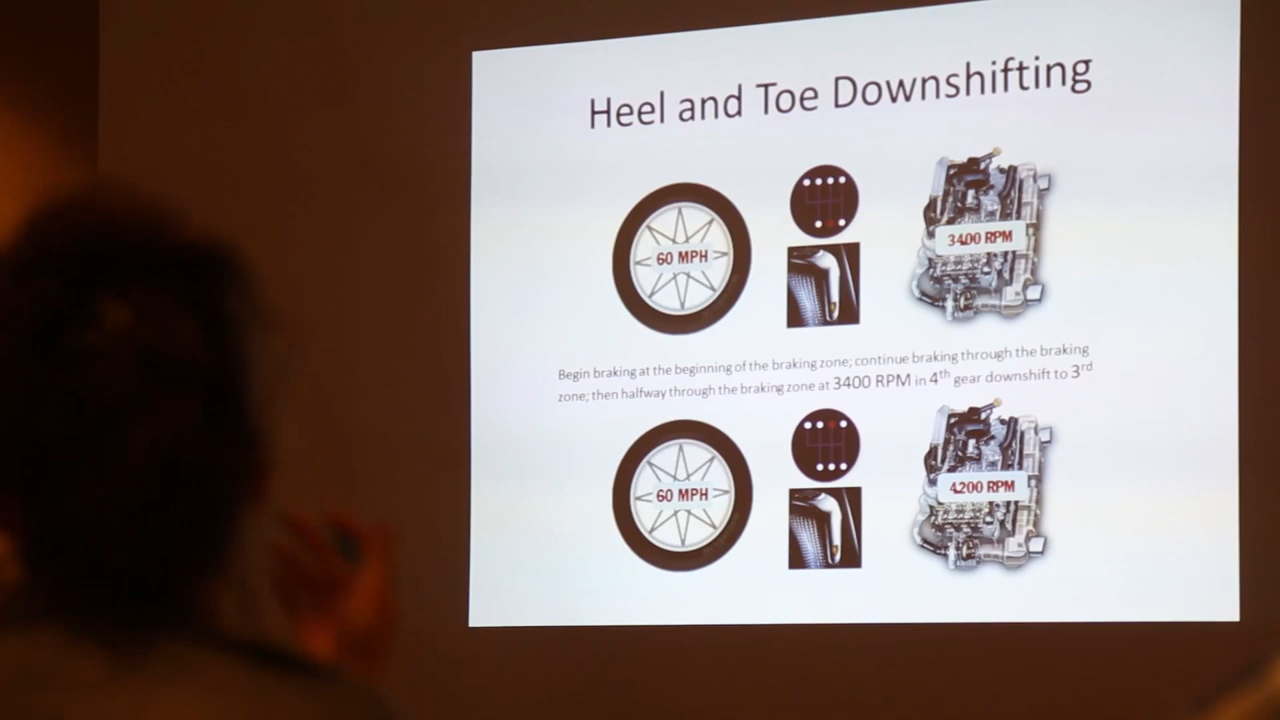 Heel and Toe Downshifting
60 MPH
3400 RPM
Begin braking at the beginning of the braking zone; continue braking through the braking
zone; then halfway through the braking zone at 3400 RPM in 4th gear downshift to 3rd
60 MPH
4200 RPM